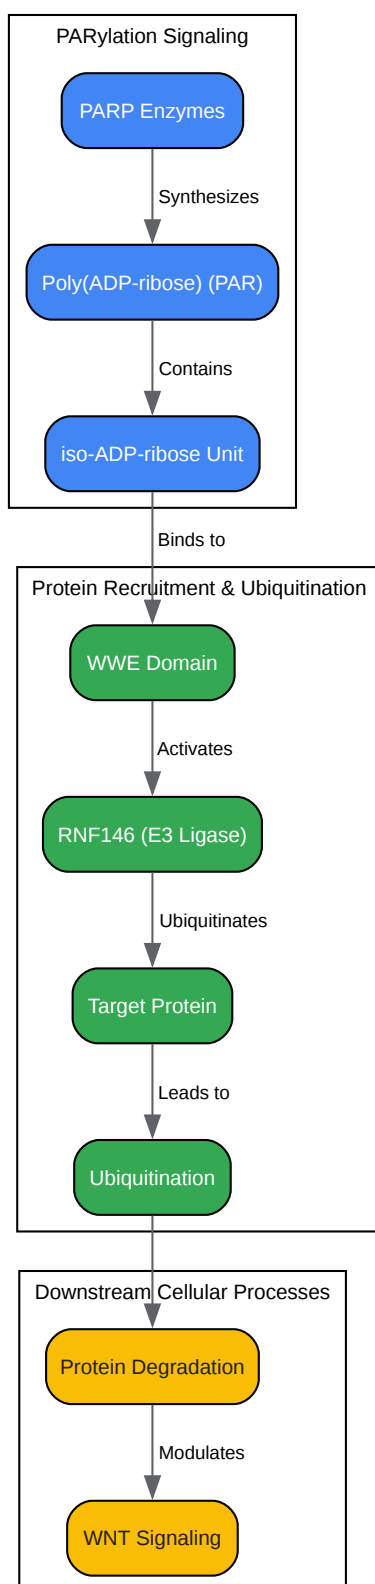 PARylation Signaling
PARP Enzymes
Synthesizes
Poly(ADP-ribose) (PAR)
Contains
iso-ADP-ribose Unit
Binds to
Protein Recruitment & Ubiquitination
WWE Domain
Activates
RNF146 (E3 Ligase)
Ubiquitinates
Target Protein
Leads to
Ubiquitination
Downstream Cellular Processes
Protein Degradation
Modulates
WNT Signaling